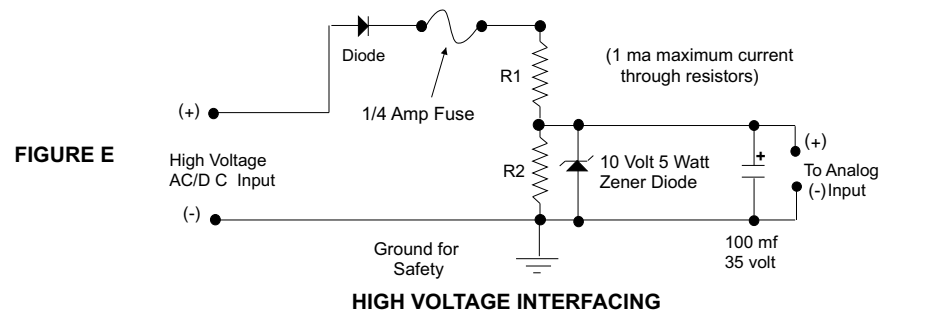 Diode
1/4 Amp Fuse
R1
(1 ma maximum current
through resistors)
(+)
FIGURE E
High Voltage
AC/D C Input
(-)
R2
10 Volt 5 Watt
Zener Diode
+
(+)
To Analog
(-)Input
100 mf
35 volt
Ground for
Safety
HIGH VOLTAGE INTERFACING